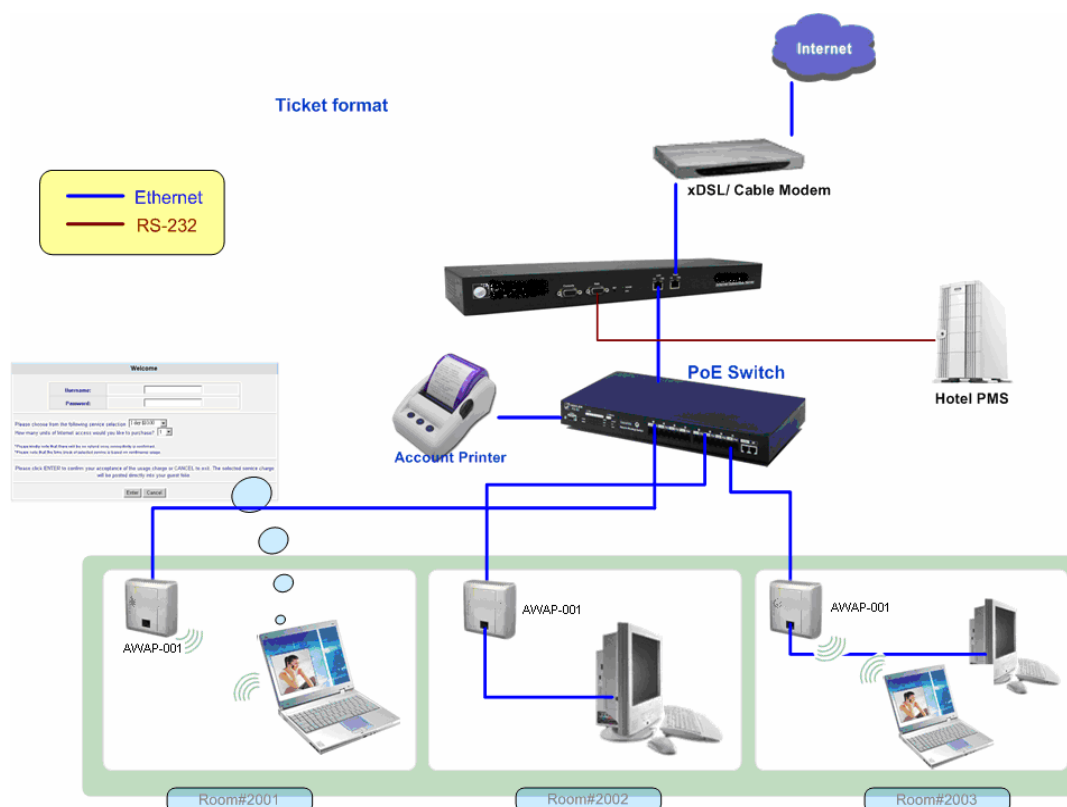 Internet
Ticket format
xDSL/ Cable Modem
Ethernet
RS-232
Hotel PMS
PoE Switch
Account Printer
Welcome
Username:
Password:
Please choose from the following service selection
How many units of Internet access would you like to purchase? 1
Please click ENTER to confirm your acceptance of the usage charge or CANCEL to exit. The selected service charge
will be posted directly into your guest folio
Enter Cancel
AWAP-001
AWAP-001
AWAP-001
Room#2001
Room#2002
Room#2003